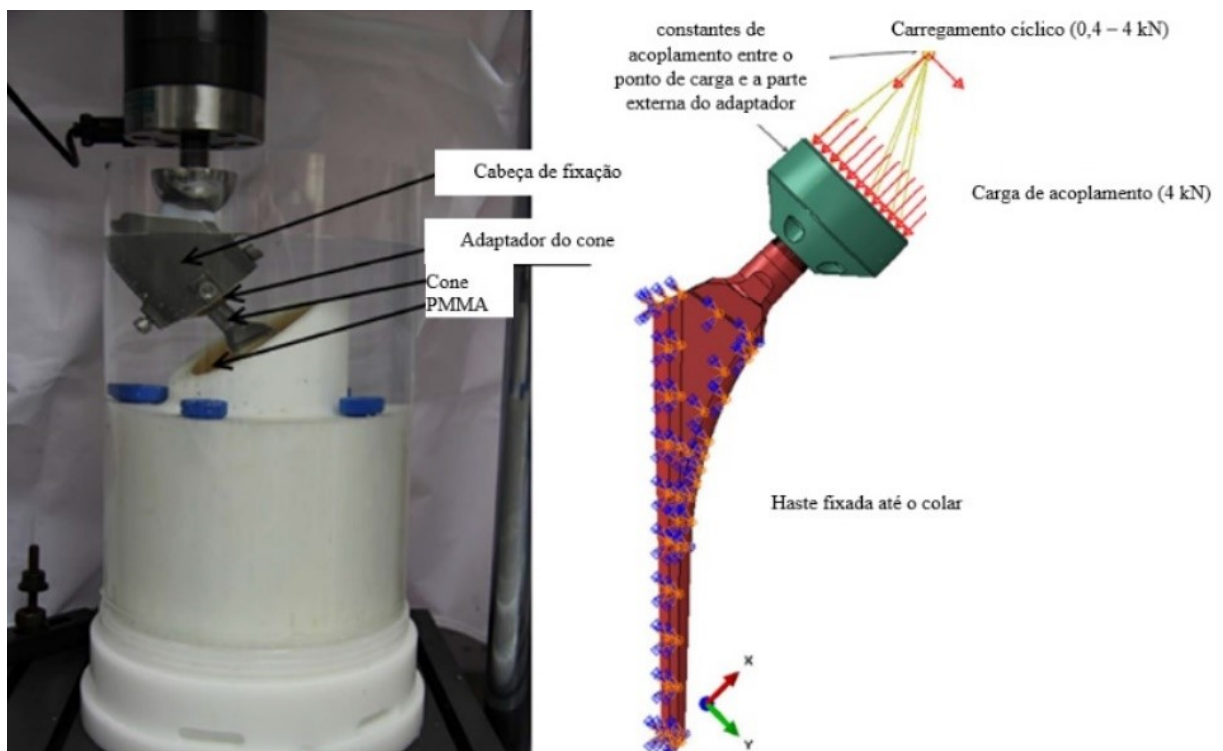 Cabeça de fixação
Adaptador do cone
Cone
PMMA
constantes de
acoplamento entre o
ponto de carga e a parte
externa do adaptador
Carregamento cíclico (0,4 – 4 kN)
Carga de acoplamento (4 kN)
Haste fixada até o colar
X
Y